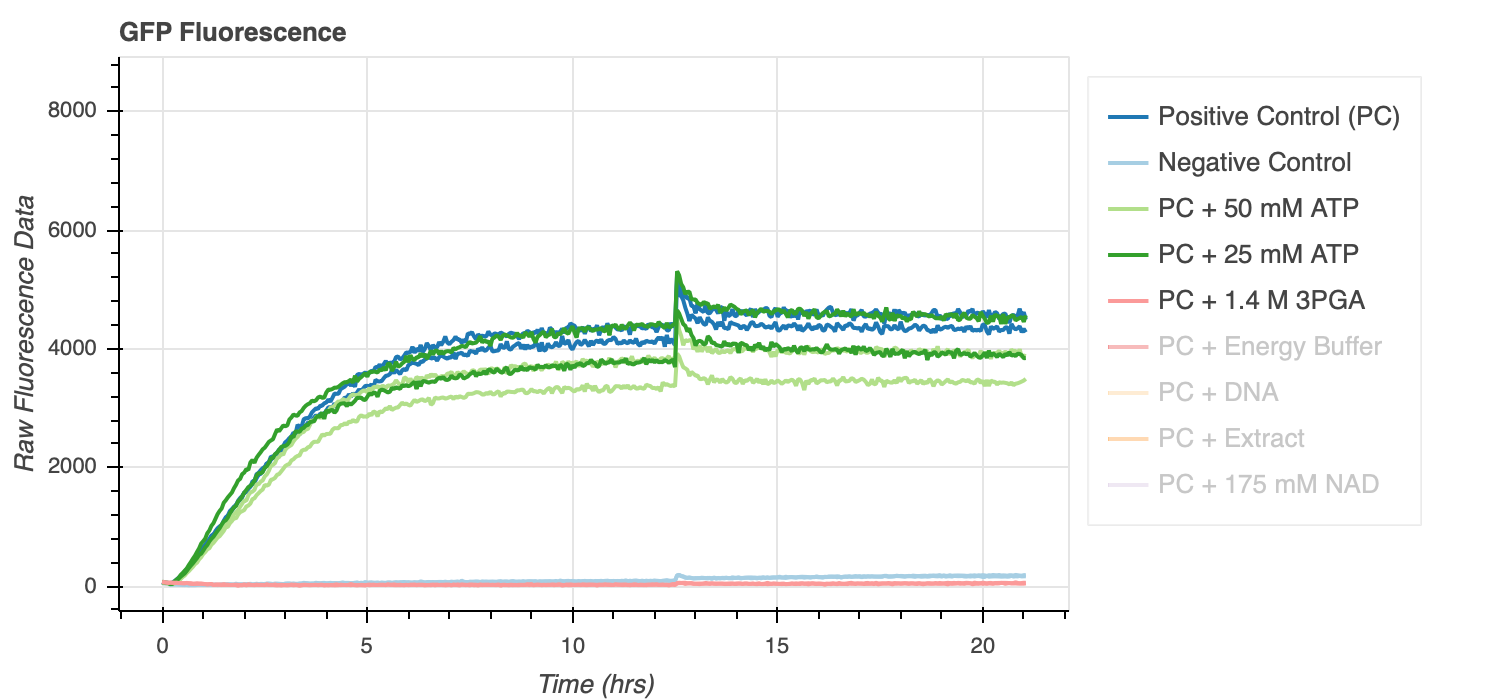 GFP Fluorescence
8000
6000
4000
2000
0
Raw Fluorescence Data
0 5 10 15 20
Time (hrs)
Positive Control (PC)
Negative Control
PC + 50 mM ATP
PC + 25 mM ATP
PC + 1.4 M 3PGA
PC + Energy Buffer
PC + DNA
PC + Extract
PC + 175 mM NAD